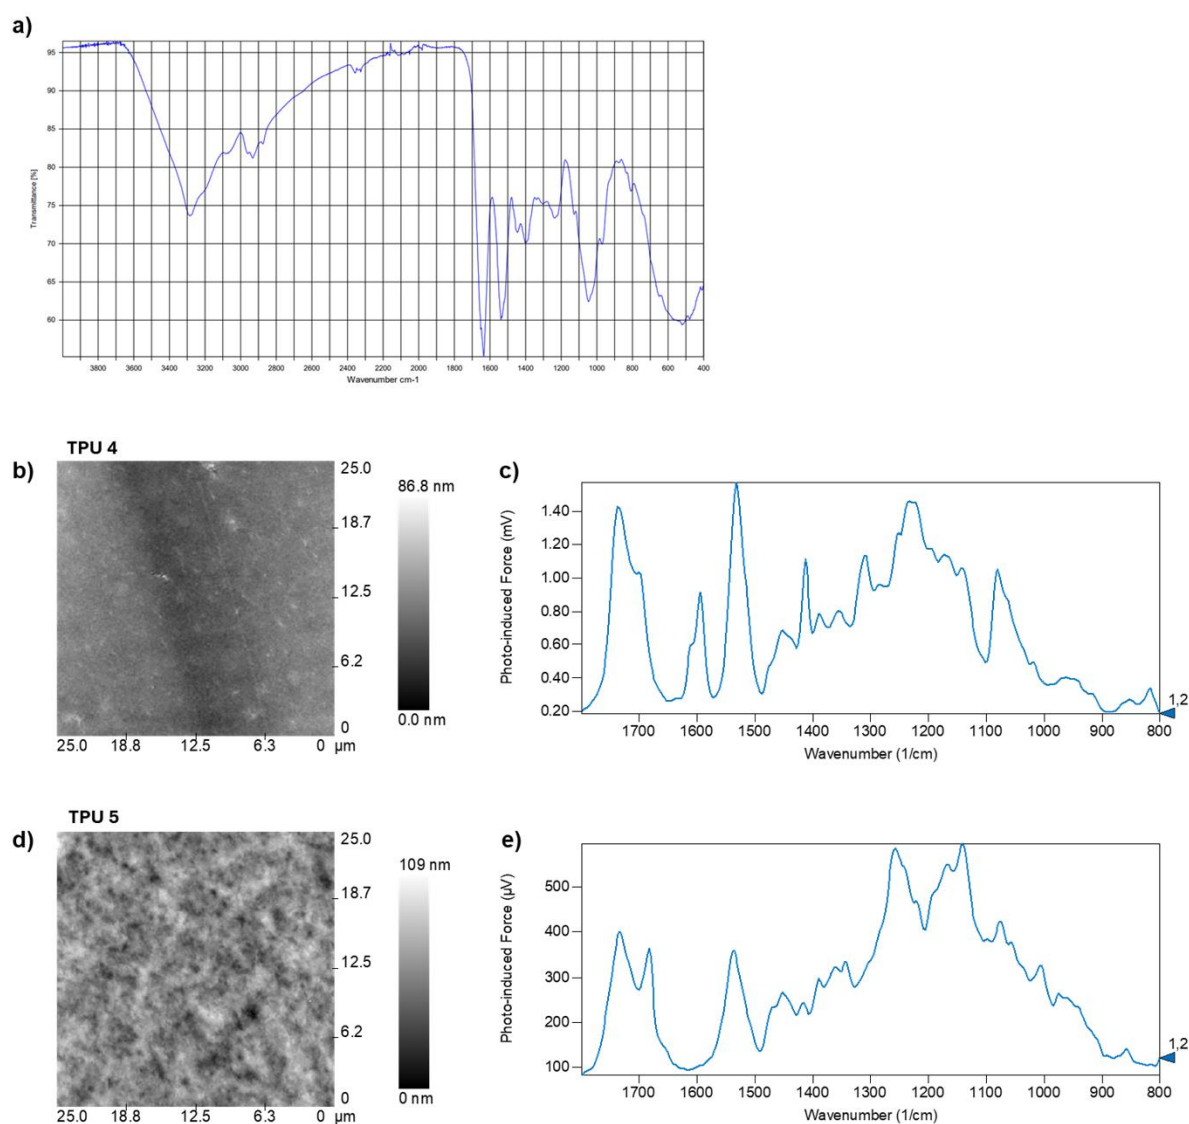 a)
95
90
85
80
75
70
65
60
Transmittance [%]
3800 3600 3400 3200 3000 2800 2600 2400 2200 2000 1800 1600 1400 1200 1000 800 600 400
Wavenumber cm-1
TPU 4
b)
25.0
18.7
12.5
6.2
0
25.0 18.8 12.5 6.3 0 µm
86.8 nm
0.0 nm
c)
Photo-induced Force (mV)
1.40
1.20
1.00
0.80
0.60
0.40
0.20
1700 1600 1500 1400 1300 1200 1100 1000 900 800
Wavenumber (1/cm)
1,2
TPU 5
d)
25.0
18.7
12.5
6.2
0
25.0 18.8 12.5 6.3 0 µm
109 nm
0 nm
e)
Photo-induced Force (µV)
500
400
300
200
100
1700 1600 1500 1400 1300 1200 1100 1000 900 800
Wavenumber (1/cm)
1,2